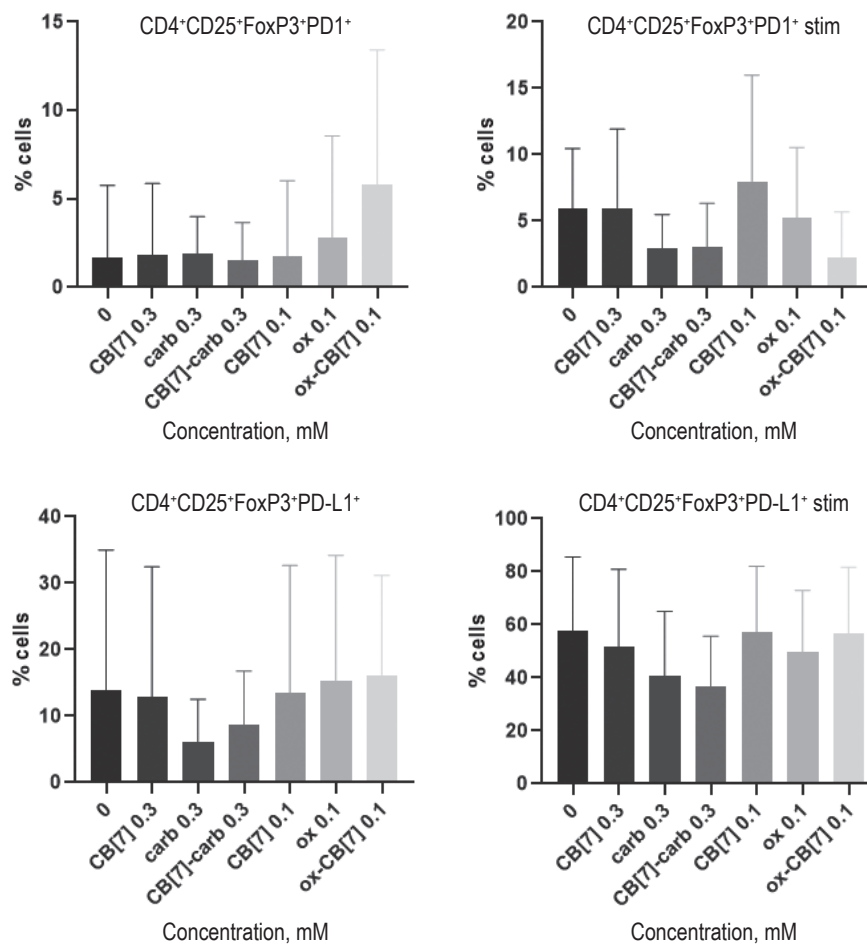 CD4⁺CD25⁺FoxP3⁺PD1⁺
15
10
5
0
% cells
0
CB[7] 0.3
carb 0.3
CB[7]-carb 0.3
CB[7] 0.1
ox 0.1
ox-CB[7] 0.1
Concentration, mM
CD4⁺CD25⁺FoxP3⁺PD1⁺ stim
20
15
10
5
0
% cells
0
CB[7] 0.3
carb 0.3
CB[7]-carb 0.3
CB[7] 0.1
ox 0.1
ox-CB[7] 0.1
Concentration, mM
CD4⁺CD25⁺FoxP3⁺PD-L1⁺
40
30
20
10
0
% cells
0
CB[7] 0.3
carb 0.3
CB[7]-carb 0.3
CB[7] 0.1
ox 0.1
ox-CB[7] 0.1
Concentration, mM
CD4⁺CD25⁺FoxP3⁺PD-L1⁺ stim
100
80
60
40
20
0
% cells
0
CB[7] 0.3
carb 0.3
CB[7]-carb 0.3
CB[7] 0.1
ox 0.1
ox-CB[7] 0.1
Concentration, mM